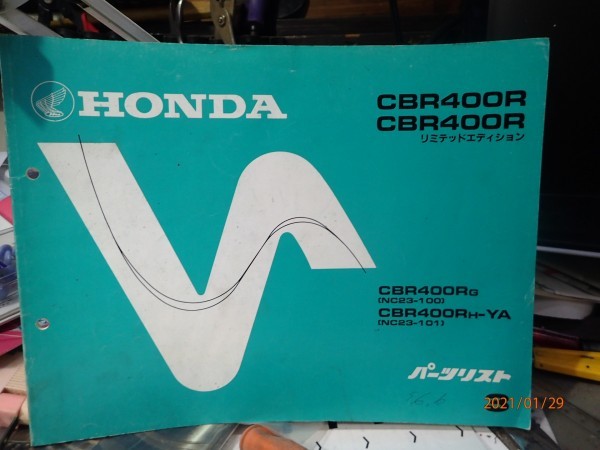 HONDA
CBR400R
CBR400R
リミテッドエディション
CBR400RG
(NC23-100)
CBR400RH-YA
(NC23-101)
パーツリスト
2021/01/29